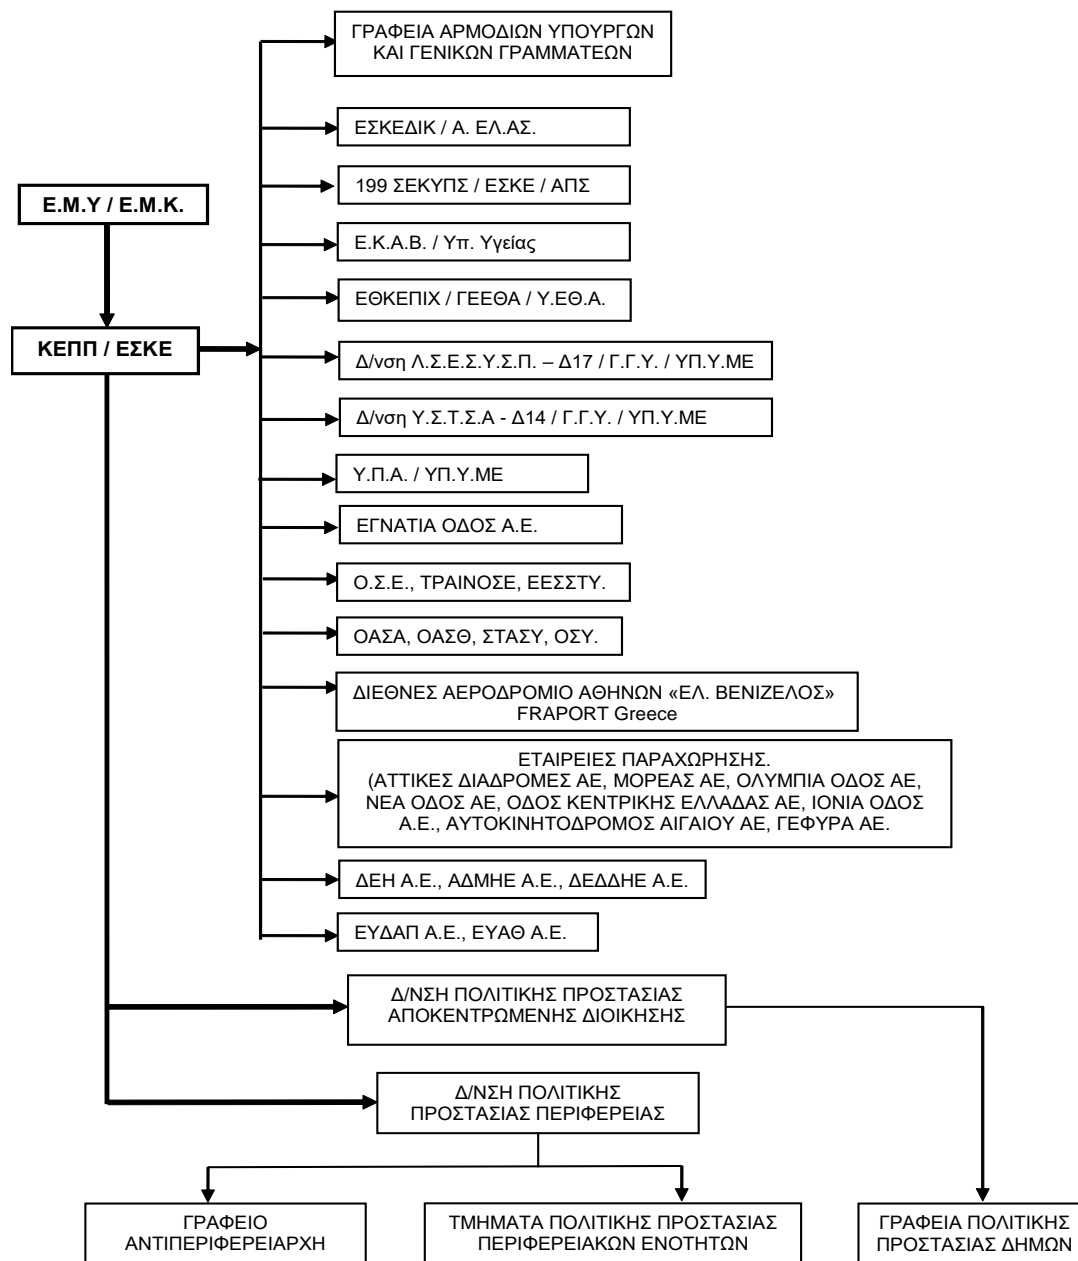 ΓΡΑΦΕΙΑ ΑΡΜΟΔΙΩΝ ΥΠΟΥΡΓΩΝ
ΚΑΙ ΓΕΝΙΚΩΝ ΓΡΑΜΜΑΤΕΩΝ
ΕΣΚΕΔΙΚ / Α. ΕΛ.ΑΣ.
199 ΣΕΚΥΠΣ / ΕΣΚΕ / ΑΠΣ
Ε.Μ.Υ / Ε.Μ.Κ.
Ε.Κ.Α.Β. / Υπ. Υγείας
ΕΘΚΕΠΙΧ / ΓΕΕΘΑ / Υ.ΕΘ.Α.
ΚΕΠΠ / ΕΣΚΕ
Δ/νση Λ.Σ.Ε.Σ.Υ.Σ.Π. – Δ17 / Γ.Γ.Υ. / ΥΠ.Υ.ΜΕ
Δ/νση Υ.Σ.Τ.Σ.Α - Δ14 / Γ.Γ.Υ. / ΥΠ.Υ.ΜΕ
Υ.Π.Α. / ΥΠ.Υ.ΜΕ
ΕΓΝΑΤΙΑ ΟΔΟΣ Α.Ε.
Ο.Σ.Ε., ΤΡΑΙΝΟΣΕ, ΕΕΣΣΤΥ.
ΟΑΣΑ, ΟΑΣΘ, ΣΤΑΣΥ, ΟΣΥ.
ΔΙΕΘΝΕΣ ΑΕΡΟΔΡΟΜΙΟ ΑΘΗΝΩΝ «ΕΛ. ΒΕΝΙΖΕΛΟΣ»
FRAPORT Greece
ΕΤΑΙΡΕΙΕΣ ΠΑΡΑΧΩΡΗΣΗΣ.
(ΑΤΤΙΚΕΣ ΔΙΑΔΡΟΜΕΣ ΑΕ, ΜΟΡΕΑΣ ΑΕ, ΟΛΥΜΠΙΑ ΟΔΟΣ ΑΕ,
ΝΕΑ ΟΔΟΣ ΑΕ, ΟΔΟΣ ΚΕΝΤΡΙΚΗΣ ΕΛΛΑΔΑΣ ΑΕ, ΙΟΝΙΑ ΟΔΟΣ
Α.Ε., ΑΥΤΟΚΙΝΗΤΟΔΡΟΜΟΣ ΑΙΓΑΙΟΥ ΑΕ, ΓΕΦΥΡΑ ΑΕ.
ΔΕΗ Α.Ε., ΑΔΜΗΕ Α.Ε., ΔΕΔΔΗΕ Α.Ε.
ΕΥΔΑΠ Α.Ε., ΕΥΑΘ Α.Ε.
Δ/ΝΣΗ ΠΟΛΙΤΙΚΗΣ ΠΡΟΣΤΑΣΙΑΣ
ΑΠΟΚΕΝΤΡΩΜΕΝΗΣ ΔΙΟΙΚΗΣΗΣ
Δ/ΝΣΗ ΠΟΛΙΤΙΚΗΣ
ΠΡΟΣΤΑΣΙΑΣ ΠΕΡΙΦΕΡΕΙΑΣ
ΓΡΑΦΕΙΟ
ΑΝΤΙΠΕΡΙΦΕΡΕΙΑΡΧΗ
ΤΜΗΜΑΤΑ ΠΟΛΙΤΙΚΗΣ ΠΡΟΣΤΑΣΙΑΣ
ΠΕΡΙΦΕΡΕΙΑΚΩΝ ΕΝΟΤΗΤΩΝ
ΓΡΑΦΕΙΑ ΠΟΛΙΤΙΚΗΣ
ΠΡΟΣΤΑΣΙΑΣ ΔΗΜΩΝ